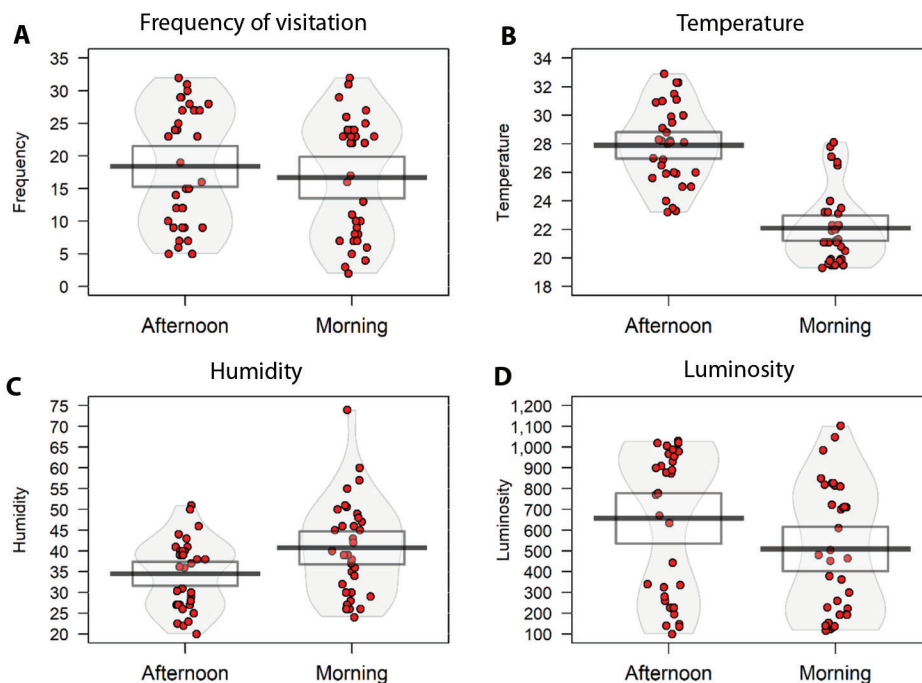 A
Frequency of visitation
Frequency
35
30
25
20
15
10
5
0
Afternoon
Morning
B
Temperature
Temperature
34
32
30
28
26
24
22
20
18
Afternoon
Morning
C
Humidity
Humidity
75
70
65
60
55
50
45
40
35
30
25
20
Afternoon
Morning
D
Luminosity
Luminosity
1,200
1,100
1,000
900
800
700
600
500
400
300
200
100
Afternoon
Morning